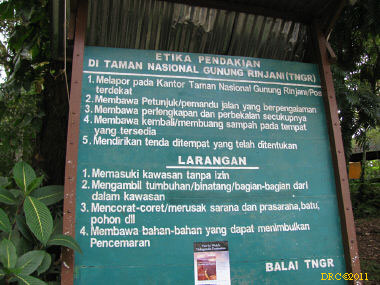 ETIKA PENDAKIAN
DI TAMAN NASIONAL GUNUNG RINJANI (TNGR)
1. Melapor pada Kantor Taman Nasional Gunung Rinjani/Pos
terdekat
2. Membawa Petunjuk/pemandu jalan yang berpengalaman
3. Membawa perlengkapan dan perbekalan secukupnya
4. Membawa kembali/membuang sampah pada tempat
yang tersedia
5. Mendirikan tenda ditempat yang telah ditentukan
LARANGAN
1. Memasuki kawasan tanpa izin
2. Mengambil tumbuhan/binatang/bagian-bagian dari
dalam kawasan
3. Mencorat-coret/merusak sarana dan prasarana,batu,
pohon dll
4. Membawa bahan-bahan yang dapat menimbulkan
Pencemaran
BALAI TNGR
DRC©2011